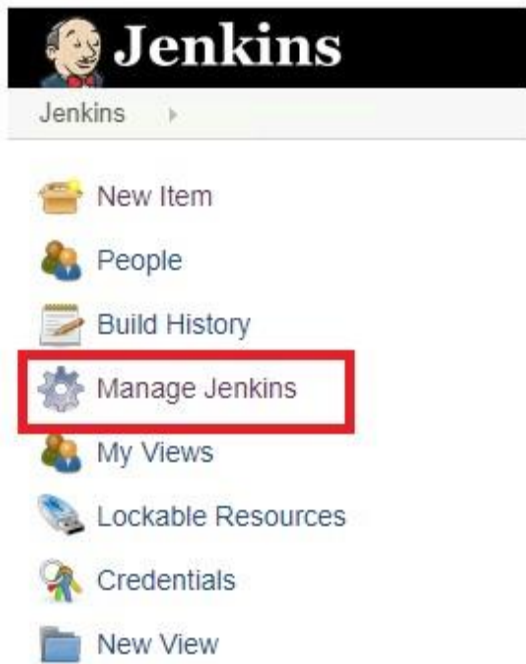 Jenkins
Jenkins
New Item
People
Build History
Manage Jenkins
My Views
Lockable Resources
Credentials
New View